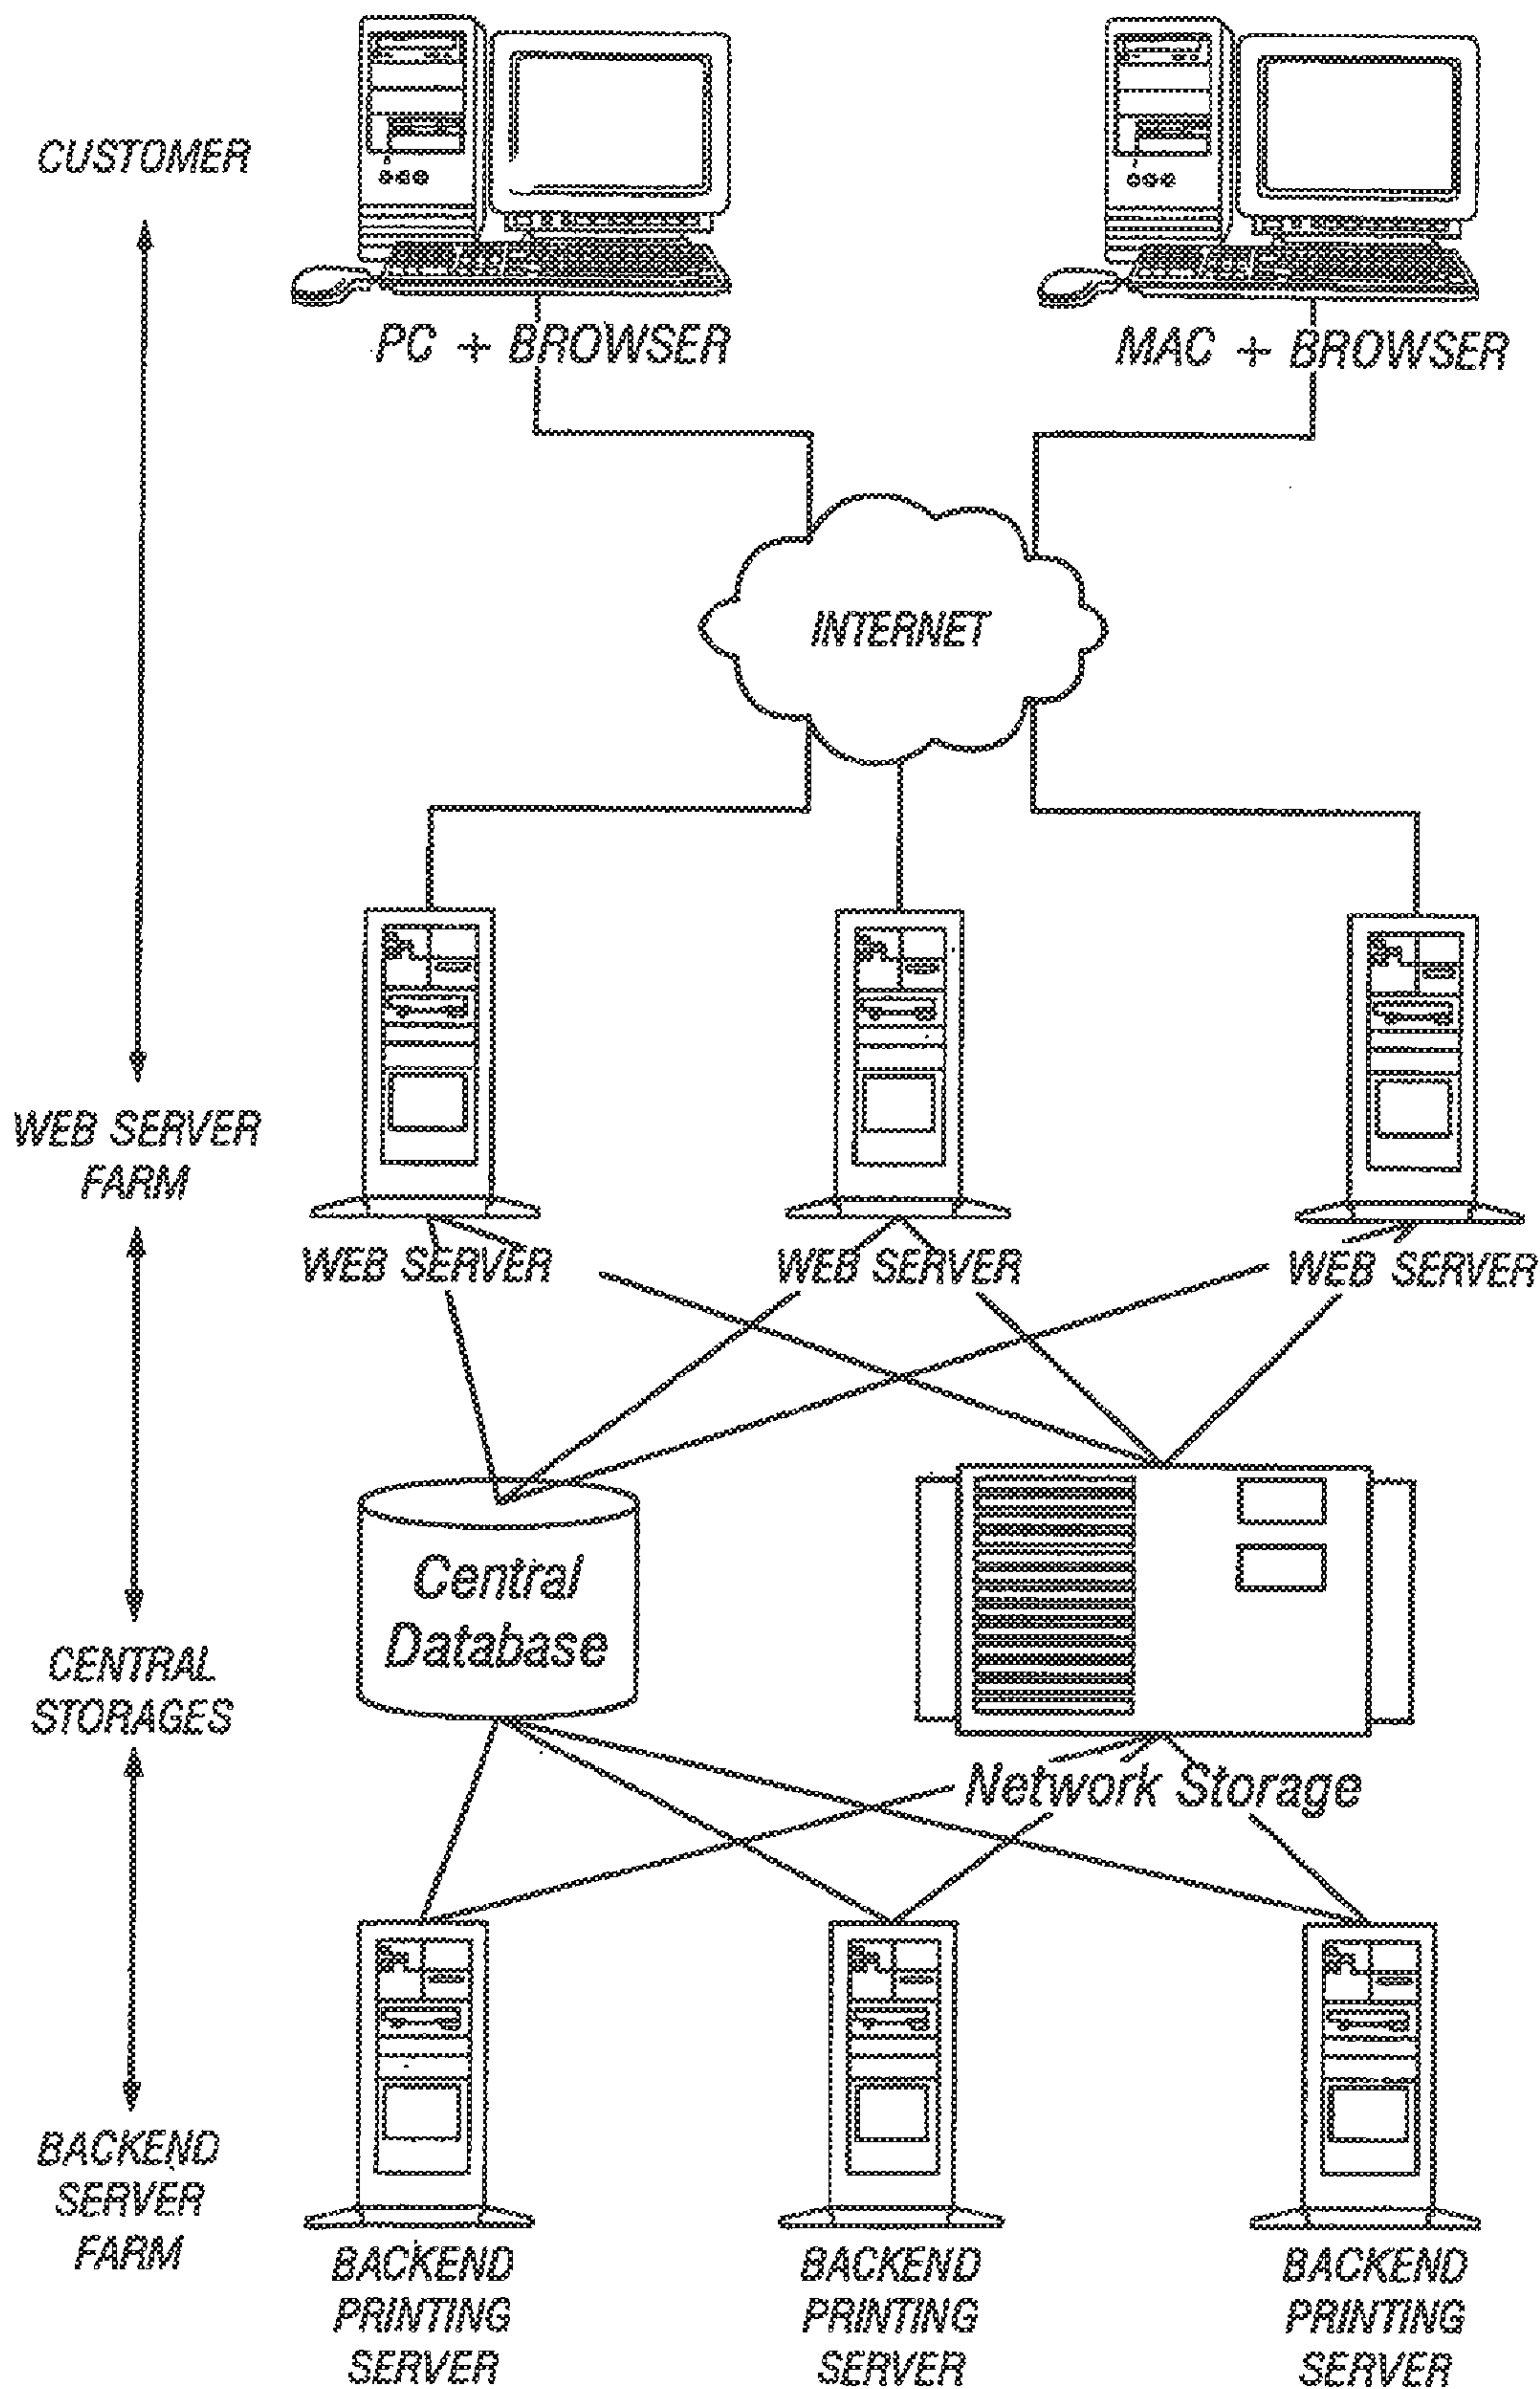 CUSTOMER
PC + BROWSER
MAC + BROWSER
INTERNET
WEB SERVER
FARM
WEB SERVER
WEB SERVER
WEB SERVER
Central
Database
CENTRAL
STORAGES
Network Storage
BACKEND
SERVER
FARM
BACKEND
PRINTING
SERVER
BACKEND
PRINTING
SERVER
BACKEND
PRINTING
SERVER